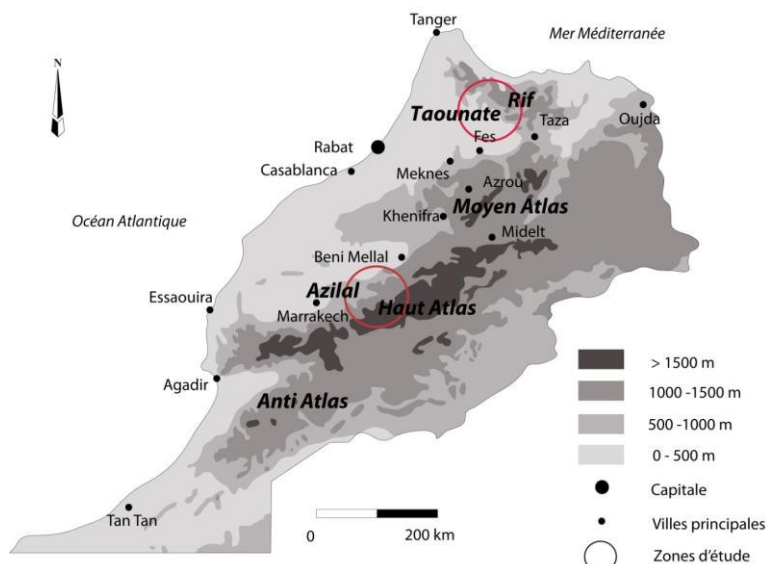 Tanger
Mer Méditerranée
N
Rif
Taounate
Taza
Oujda
Fes
Rabat
Casablanca
Meknes
Azrou
Océan Atlantique
Khenifra
Moyen Atlas
Midelt
Beni Mellal
Azilal
Essaouira
Marrakech
Haut Atlas
Agadir
Anti Atlas
Tan Tan
> 1500 m
1000 -1500 m
500 -1000 m
0 - 500 m
Capitale
Villes principales
Zones d'étude
0
200 km